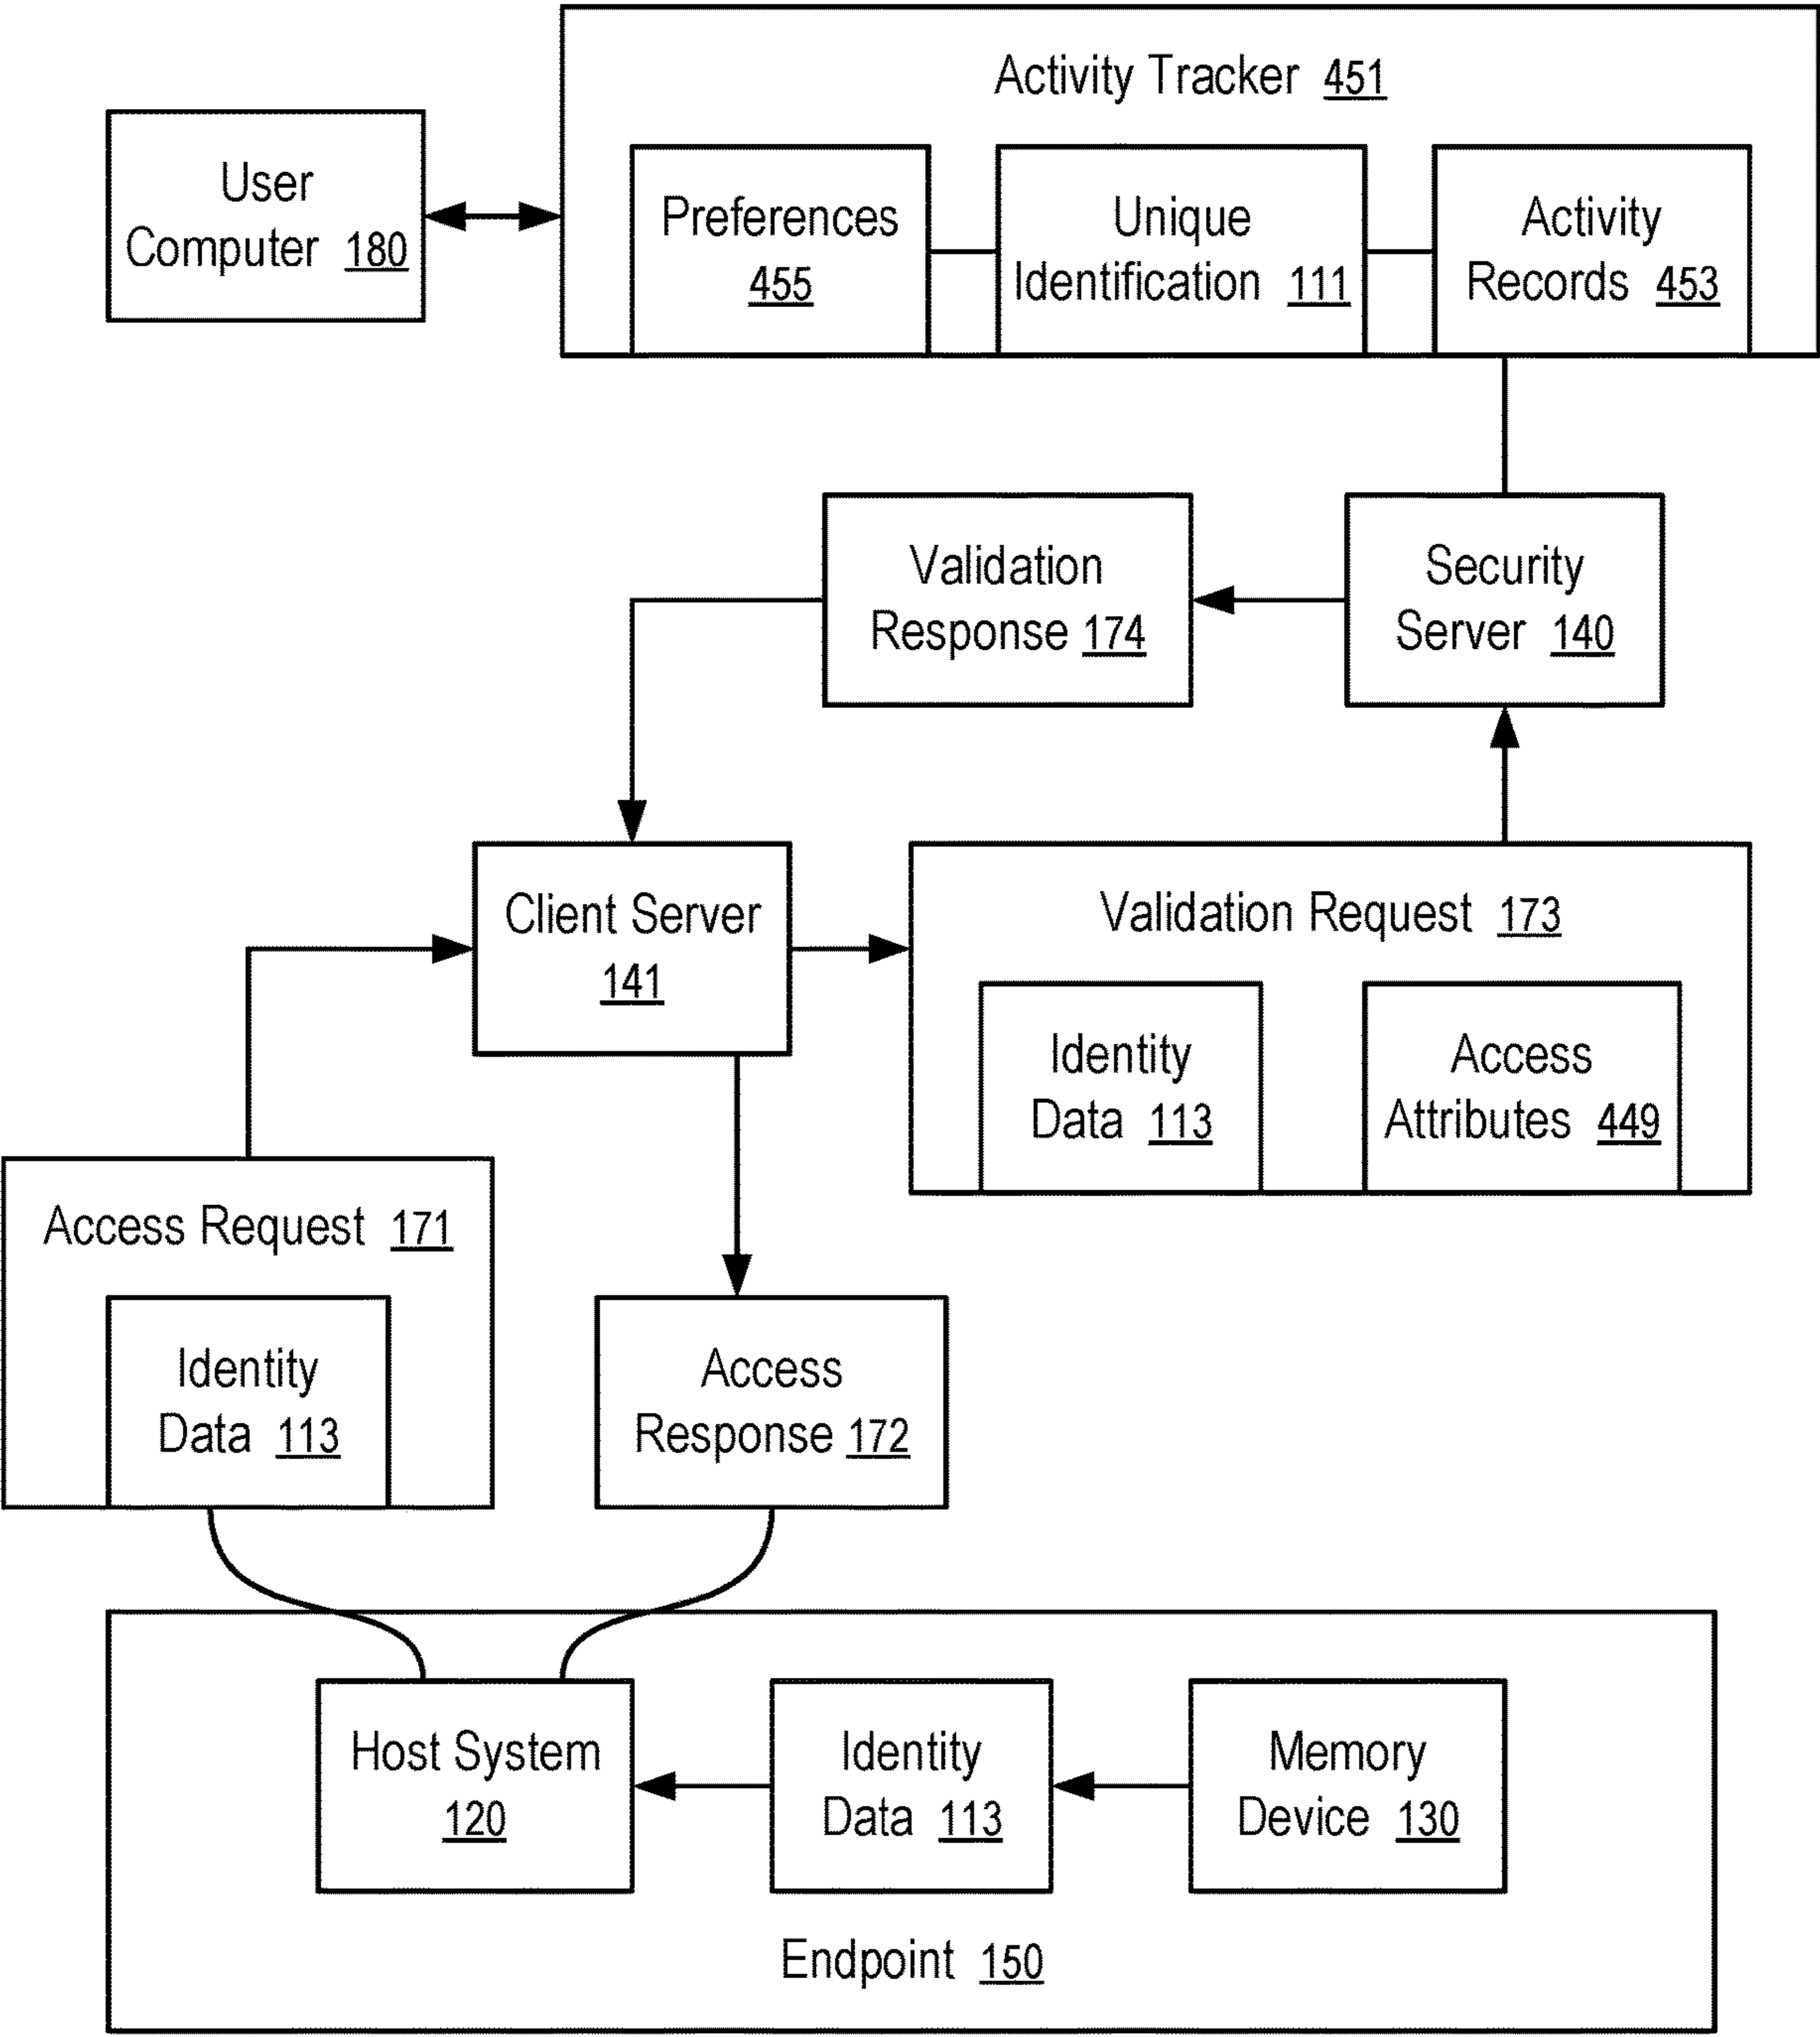 Activity Tracker 451
User
Computer 180
Preferences
455
Unique
Identification 111
Activity
Records 453
Validation
Response 174
Security
Server 140
Client Server
141
Validation Request 173
Identity
Data 113
Access
Attributes 449
Access Request 171
Identity
Data 113
Access
Response 172
Host System
120
Identity
Data 113
Memory
Device 130
Endpoint 150